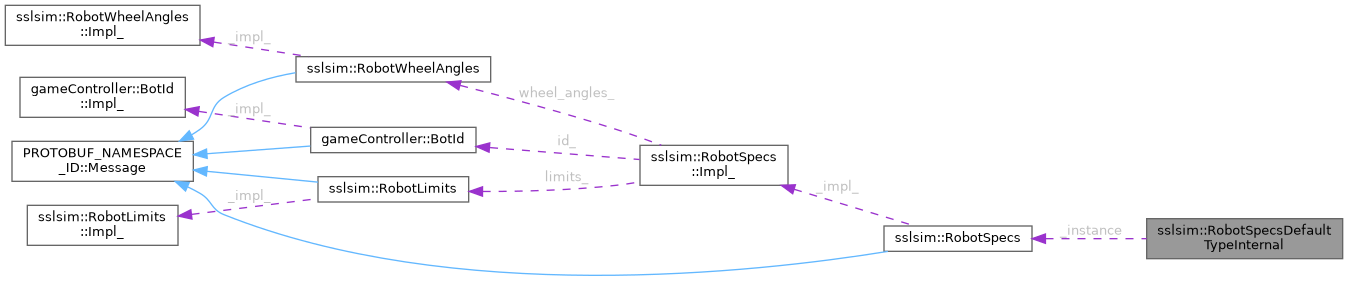 sslsim::RobotWheelAngles
::Impl_
_impl_
sslsim::RobotWheelAngles
gameController::BotId
::Impl_
wheel_angles_
_impl_
gameController::BotId
id_
PROTOBUF_NAMESPACE
_ID::Message
sslsim::RobotSpecs
::Impl_
limits_
sslsim::RobotLimits
_impl_
_impl_
sslsim::RobotLimits
::Impl_
sslsim::RobotSpecs
_instance
sslsim::RobotSpecsDefault
TypeInternal